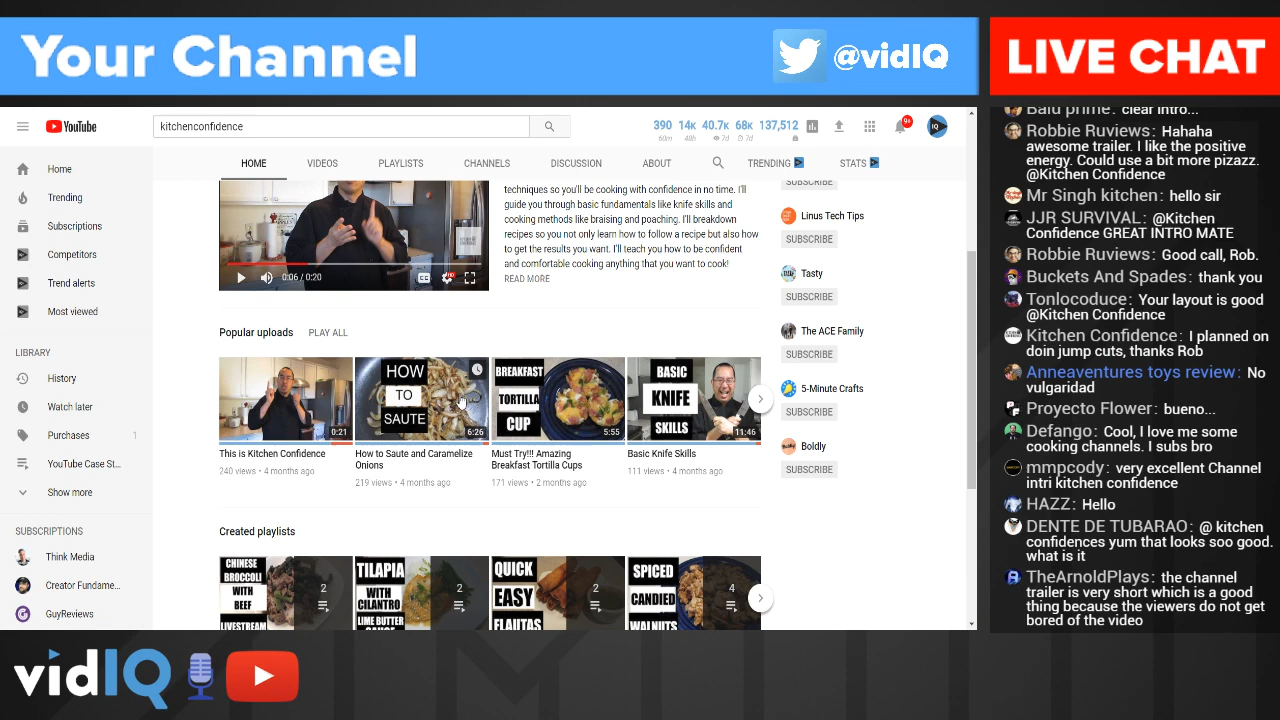 Your Channel
@vidIQ
LIVE CHAT
YouTube
kitchenconfidence
390 14k 40.7k 68k 137,512
60m 48h 7d 7d
9+
IQ
HOME VIDEOS PLAYLISTS CHANNELS DISCUSSION ABOUT TRENDING STATS
Home
Trending
Subscriptions
Competitors
Trend alerts
Most viewed
LIBRARY
History
Watch later
Purchases 1
YouTube Case St...
Show more
SUBSCRIPTIONS
Think Media
Creator Fundame...
GuyReviews
0:06 / 0:20
CC HD
techniques so you'll be cooking with confidence in no time. I'll
guide you through basic fundamentals like knife skills and
cooking methods like braising and poaching. I'll breakdown
recipes so you not only learn how to follow a recipe but also how
to get the results you want. I'll teach you how to be confident
and comfortable cooking anything that you want to cook!
READ MORE
SUBSCRIBE
Linus Tech Tips
SUBSCRIBE
Tasty
SUBSCRIBE
The ACE Family
SUBSCRIBE
5-Minute Crafts
SUBSCRIBE
Boldly
SUBSCRIBE
Popular uploads PLAY ALL
0:21
HOW
TO
SAUTE
6:26
BREAKFAST
TORTILLA
CUP
5:55
BASIC
KNIFE
SKILLS
11:46
This is Kitchen Confidence
240 views • 4 months ago
How to Saute and Caramelize
Onions
219 views • 4 months ago
Must Try!!! Amazing
Breakfast Tortilla Cups
171 views • 2 months ago
Basic Knife Skills
111 views • 4 months ago
Created playlists
CHINESE
BROCCOLI
WITH
BEEF
LIVESTREAM
2
TILAPIA
WITH
CILANTRO
LIME BUTTER
SAUCE
2
QUICK
EASY
FLAUTAS
2
SPICED
CANDIED
WALNUTS
4
Balu prime: clear intro...
Robbie Ruviews: Hahaha
awesome trailer. I like the positive
energy. Could use a bit more pizazz.
@Kitchen Confidence
Mr Singh kitchen: hello sir
JJR SURVIVAL: @Kitchen
Confidence GREAT INTRO MATE
Robbie Ruviews: Good call, Rob.
Buckets And Spades: thank you
Tonlocoduce: Your layout is good
@Kitchen Confidence
Kitchen Confidence: I planned on
doin jump cuts, thanks Rob
Anneaventures toys review: No
vulgaridad
Proyecto Flower: bueno...
Defango: Cool, I love me some
cooking channels. I subs bro
mmpcody: very excellent Channel
intri kitchen confidence
HAZZ: Hello
DENTE DE TUBARAO: @ kitchen
confidences yum that looks soo good.
what is it
TheArnoldPlays: the channel
trailer is very short which is a good
thing because the viewers do not get
bored of the video
vidIQ